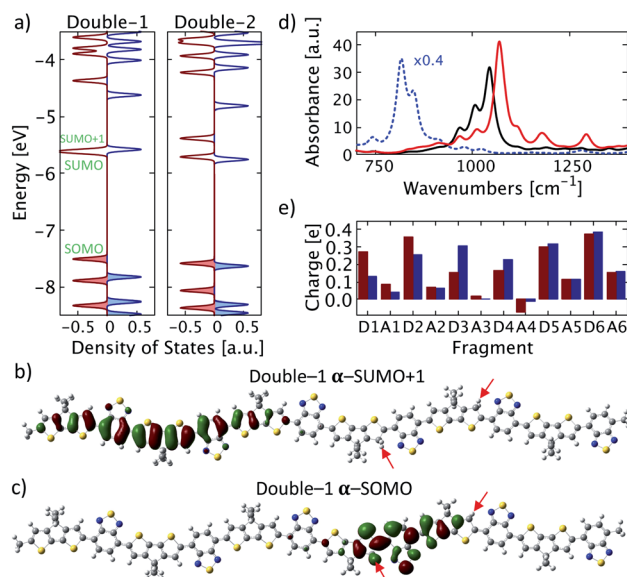 a)
Double-1 Double-2
Energy [eV]
-4
-5
-6
-7
-8
SUMO+1
SUMO
SOMO
-0.5 0 0.5 -0.5 0 0.5
Density of States [a.u.]
d)
Absorbance [a.u.]
40
30
20
10
0
x0.4
750 1000 1250
Wavenumbers [cm⁻¹]
e)
Charge [e]
0.4
0.3
0.2
0.1
0.0
D1 A1 D2 A2 D3 A3 D4 A4 D5 A5 D6 A6
Fragment
b)
Double–1 α–SUMO+1
c)
Double–1 α–SOMO